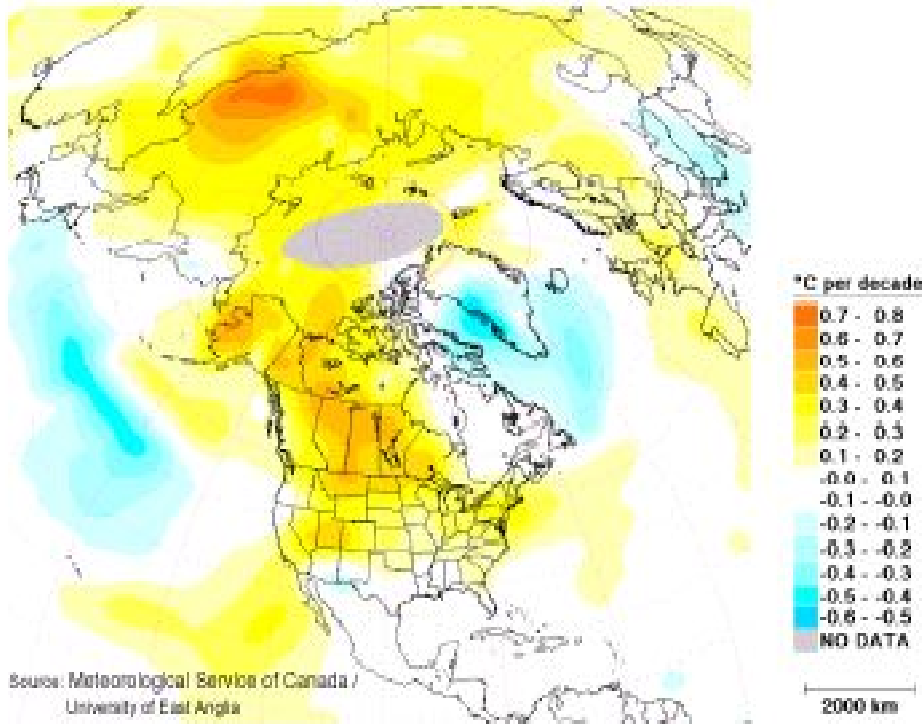 °C per decade
0.7 - 0.8
0.6 - 0.7
0.5 - 0.6
0.4 - 0.5
0.3 - 0.4
0.2 - 0.3
0.1 - 0.2
-0.0 - 0.1
-0.1 - -0.0
-0.2 - -0.1
-0.3 - -0.2
-0.4 - -0.3
-0.5 - -0.4
-0.6 - -0.5
NO DATA
2000 km
Source: Meteorological Service of Canada /
University of East Anglia